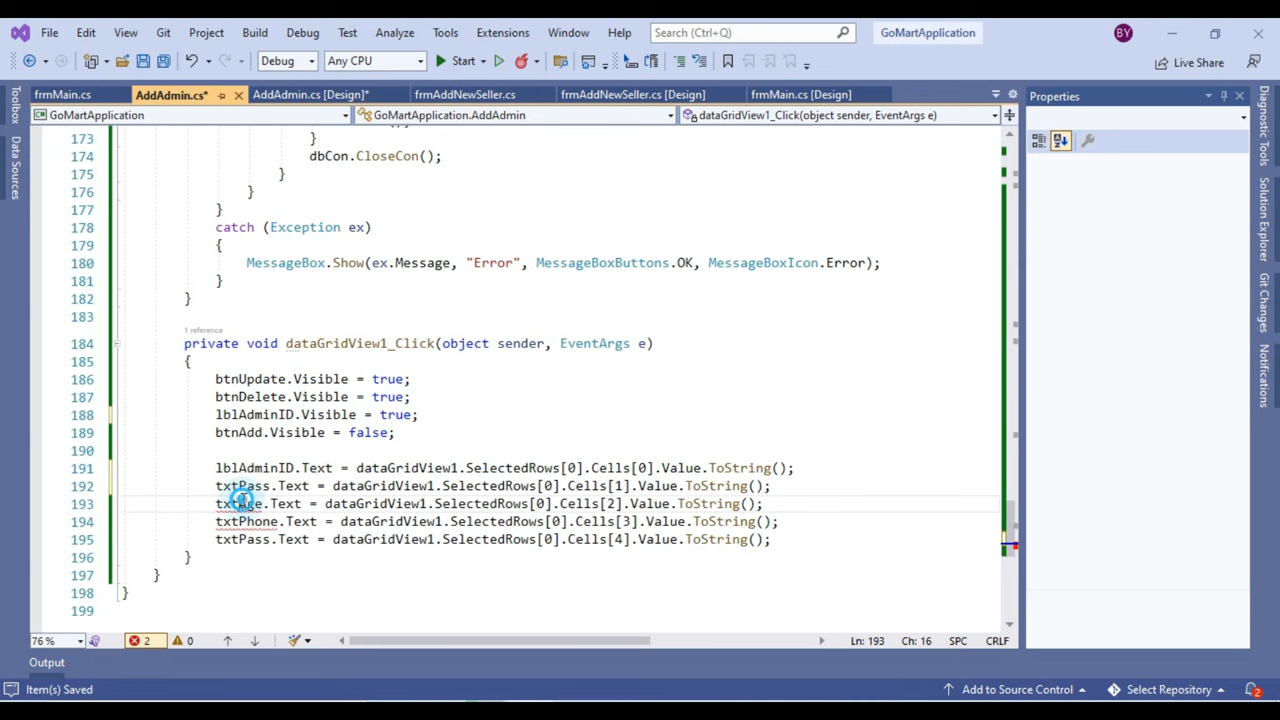 File Edit View Git Project Build Debug Test Analyze Tools Extensions Window Help Search (Ctrl+Q) GoMartApplication BY
Debug Any CPU Start Live Share
frmMain.cs AddAdmin.cs* AddAdmin.cs [Design]* frmAddNewSeller.cs frmAddNewSeller.cs [Design] frmMain.cs [Design] Properties
GoMartApplication GoMartApplication.AddAdmin dataGridView1_Click(object sender, EventArgs e)
Toolbox
Data Sources
173 }
174 dbCon.CloseCon();
175 }
176 }
177 }
178 catch (Exception ex)
179 {
180 MessageBox.Show(ex.Message, "Error", MessageBoxButtons.OK, MessageBoxIcon.Error);
181 }
182 }
183
1 reference
184 private void dataGridView1_Click(object sender, EventArgs e)
185 {
186 btnUpdate.Visible = true;
187 btnDelete.Visible = true;
188 lblAdminID.Visible = true;
189 btnAdd.Visible = false;
190
191 lblAdminID.Text = dataGridView1.SelectedRows[0].Cells[0].Value.ToString();
192 txtPass.Text = dataGridView1.SelectedRows[0].Cells[1].Value.ToString();
193 txtAge.Text = dataGridView1.SelectedRows[0].Cells[2].Value.ToString();
194 txtPhone.Text = dataGridView1.SelectedRows[0].Cells[3].Value.ToString();
195 txtPass.Text = dataGridView1.SelectedRows[0].Cells[4].Value.ToString();
196 }
197 }
198 }
199
Diagnostic Tools
Solution Explorer
Git Changes
Properties
76 % 2 0 Ln: 193 Ch: 16 SPC CRLF
Output
Item(s) Saved Add to Source Control Select Repository 2